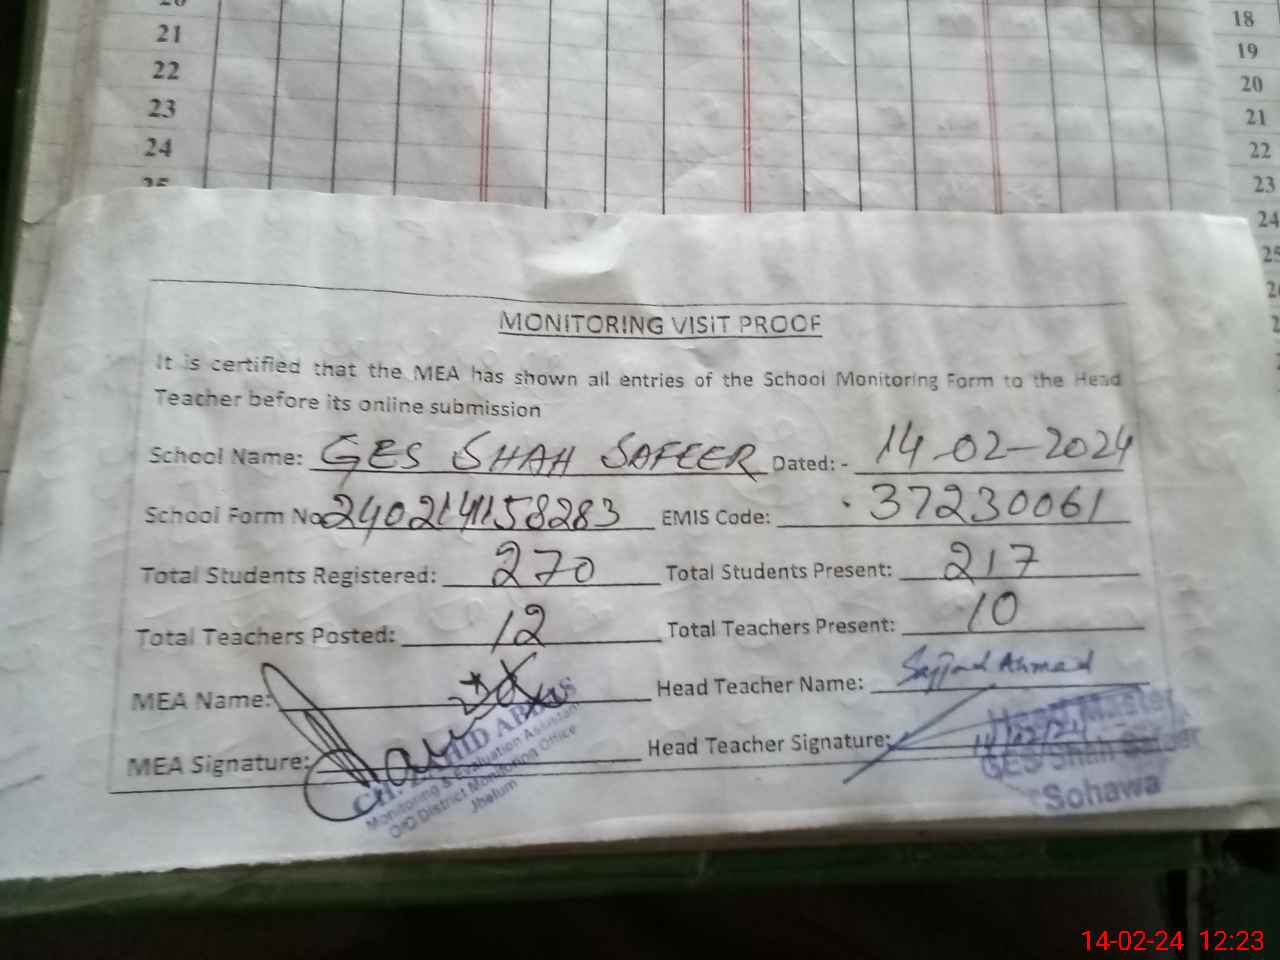 21
22
23
24
25
18
19
20
21
22
23
24
25
MONITORING VISIT PROOF
It is certified that the MEA has shown all entries of the School Monitoring Form to the Head
Teacher before its online submission
School Name: GES SHAH SAFEER Dated: - 14-02-2024
School Form No. EMIS Code: 37230061
Total Students Registered: 270 Total Students Present: 217
Total Teachers Posted: 12 Total Teachers Present: 10
MEA Name: Head Teacher Name: Sajjad Ahmad
MEA Signature: Head Teacher Signature:
Monitoring & Evaluation Assistant
O/O District Monitoring Office
Jhelum
Head Master
GES Shah Safeer
Sohawa
14-02-24 12:23